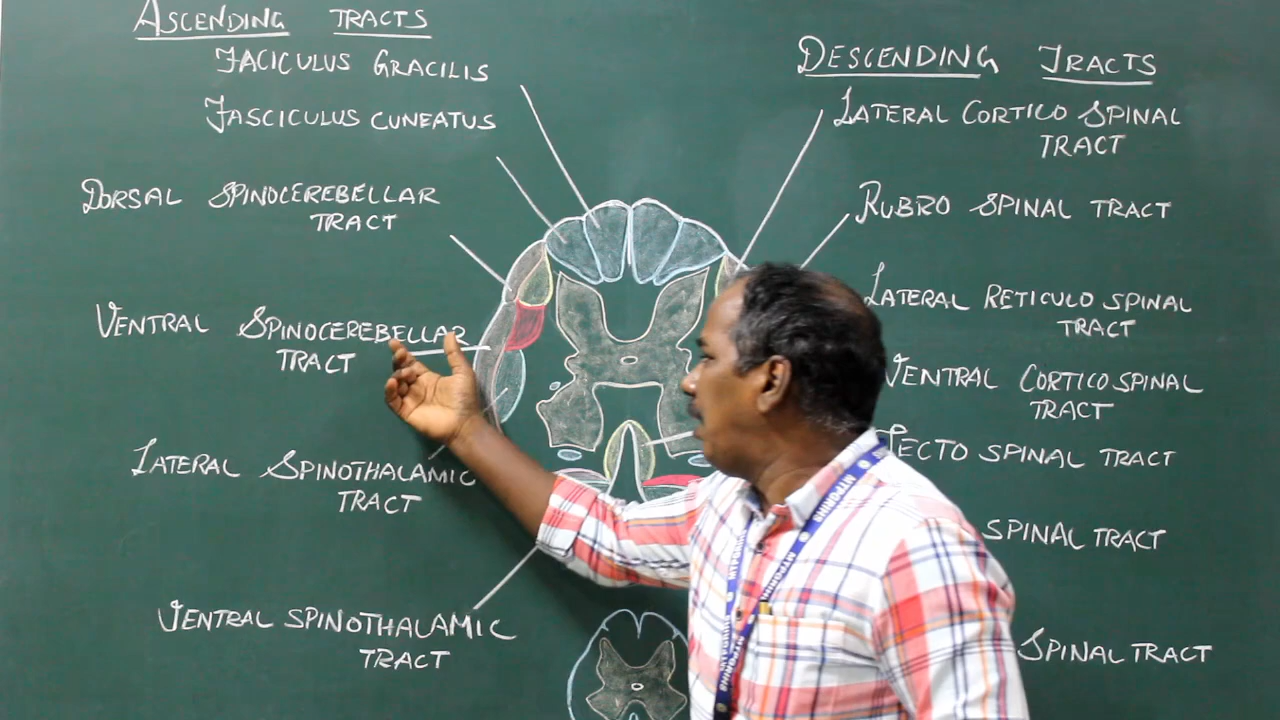 ASCENDING TRACTS
FACICULUS GRACILIS
FASCICULUS CUNEATUS
DORSAL SPINOCEREBELLAR
TRACT
VENTRAL SPINOCEREBELLAR
TRACT
LATERAL SPINOTHALAMIC
TRACT
VENTRAL SPINOTHALAMIC
TRACT
DESCENDING TRACTS
LATERAL CORTICO SPINAL
TRACT
RUBRO SPINAL TRACT
LATERAL RETICULO SPINAL
TRACT
VENTRAL CORTICOSPINAL
TRACT
TECTO SPINAL TRACT
SPINAL TRACT
SPINAL TRACT